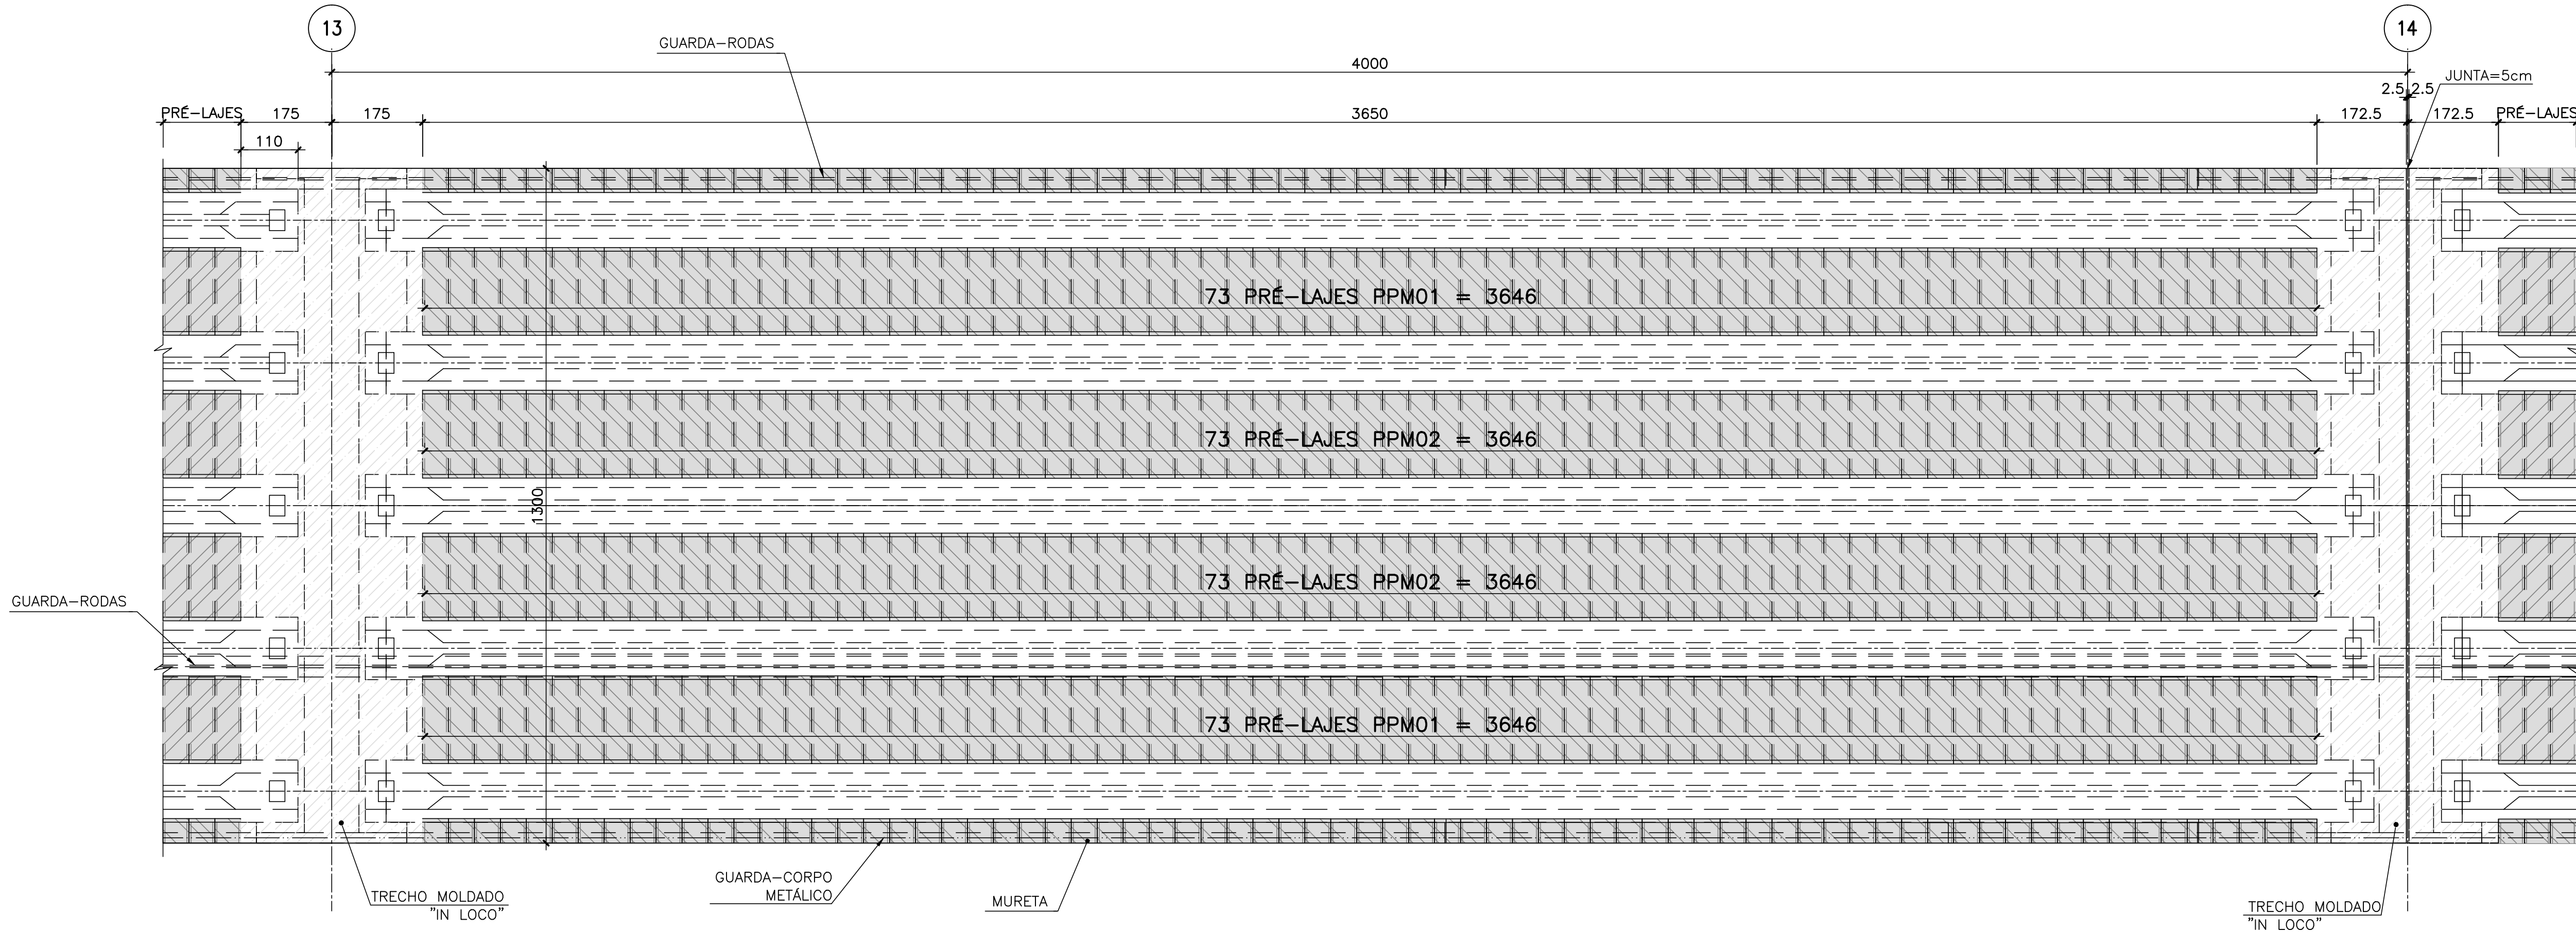 13
14
GUARDA-RODAS
4000
JUNTA=5cm
2.5
2.5
PRÉ-LAJES
175
175
3650
172.5
172.5
PRÉ-LAJES
110
73 PRÉ-LAJES PPM01 = 3646
73 PRÉ-LAJES PPM02 = 3646
1300
73 PRÉ-LAJES PPM02 = 3646
GUARDA-RODAS
73 PRÉ-LAJES PPM01 = 3646
GUARDA-CORPO
METÁLICO
MURETA
TRECHO MOLDADO
"IN LOCO"
TRECHO MOLDADO
"IN LOCO"